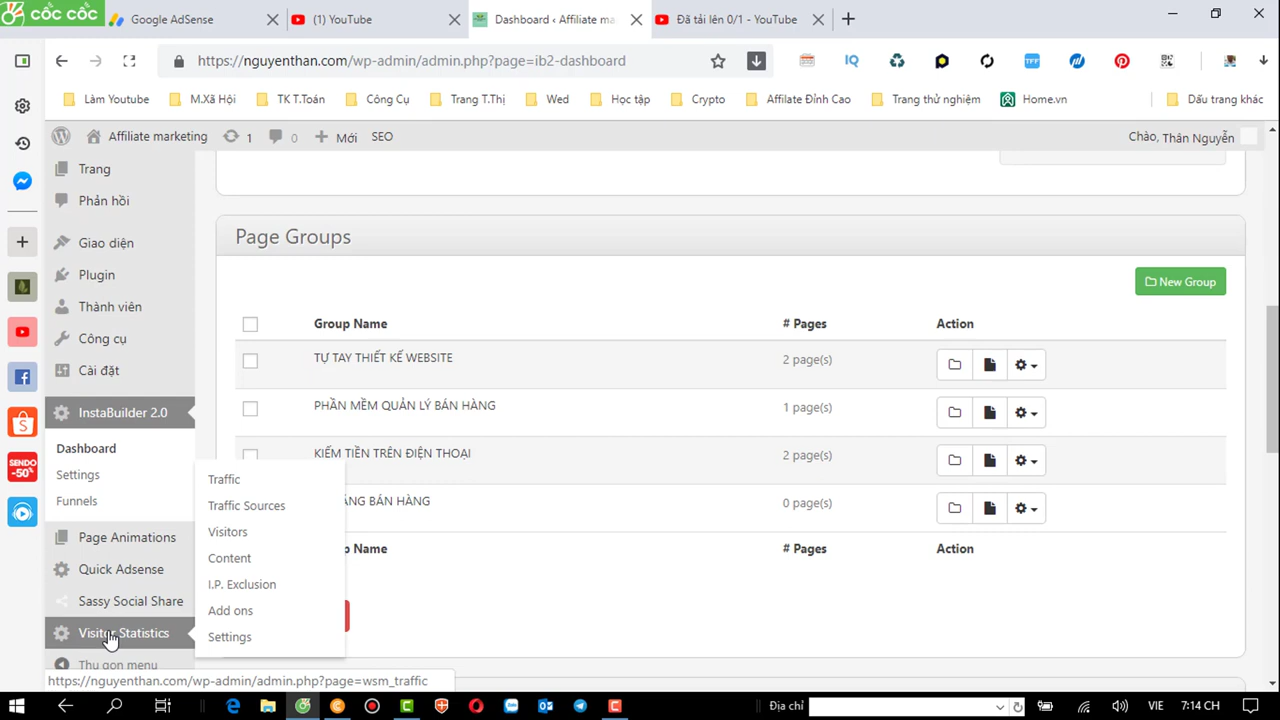 cốc cốc
Google AdSense
(1) YouTube
Dashboard ‹ Affiliate ma
Đã tải lên 0/1 - YouTube
https://nguyenthan.com/wp-admin/admin.php?page=ib2-dashboard
IQ
TFF
Làm Youtube
M.Xã Hội
TK T.Toán
Công Cụ
Trang T.Thị
Wed
Học tập
Crypto
Affilate Đỉnh Cao
Trang thử nghiệm
Home.vn
Dấu trang khác
Affiliate marketing
1
0
Mới
SEO
Chào, Thân Nguyễn
Trang
Phản hồi
Giao diện
Plugin
Thành viên
Công cụ
Cài đặt
InstaBuilder 2.0
Dashboard
Settings
Funnels
Page Animations
Quick Adsense
Sassy Social Share
Visitor Statistics
Thu gọn menu
SENDO
-50%
Traffic
Traffic Sources
Visitors
Content
I.P. Exclusion
Add ons
Settings
Page Groups
New Group
Group Name
# Pages
Action
TỰ TAY THIẾT KẾ WEBSITE
2 page(s)
PHẦN MỀM QUẢN LÝ BÁN HÀNG
1 page(s)
KIẾM TIỀN TRÊN ĐIỆN THOẠI
2 page(s)
ANG BÁN HÀNG
0 page(s)
p Name
# Pages
Action
https://nguyenthan.com/wp-admin/admin.php?page=wsm_traffic
Địa chỉ
VIE
7:14 CH